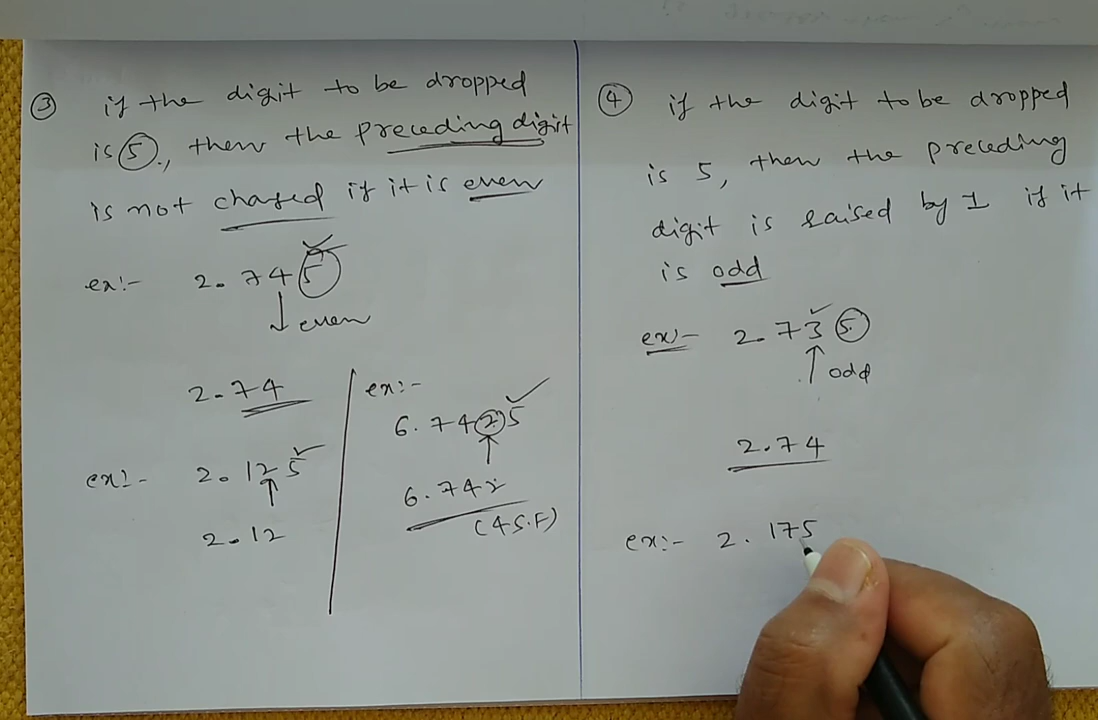 ③ if the digit to be dropped
is 5, then the preceding digit
is not chaged if it is even
ex:- 2.745
even
2.74
ex:- 2.125
2.12
ex:-
6.7425
6.742
(4 S.F)
④ if the digit to be dropped
is 5, then the preceding
digit is raised by 1 if it
is odd
ex:- 2.735
odd
2.74
ex:- 2.175